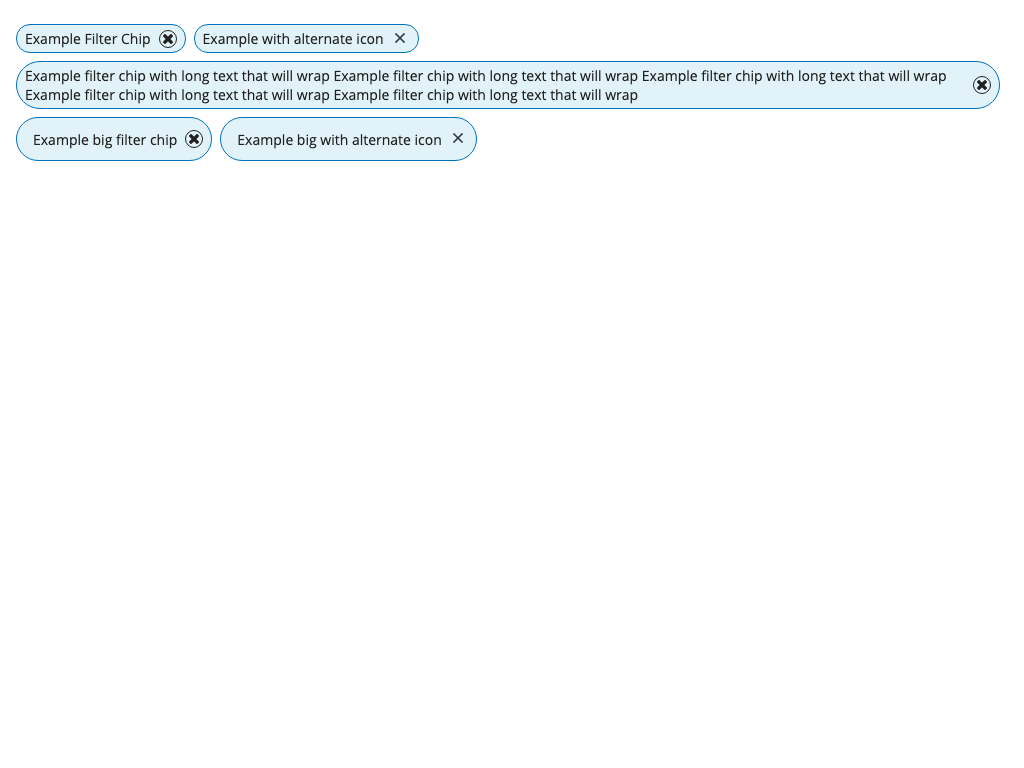 Example Filter Chip
Example with alternate icon
Example filter chip with long text that will wrap Example filter chip with long text that will wrap Example filter chip with long text that will wrap
Example filter chip with long text that will wrap Example filter chip with long text that will wrap
Example big filter chip
Example big with alternate icon